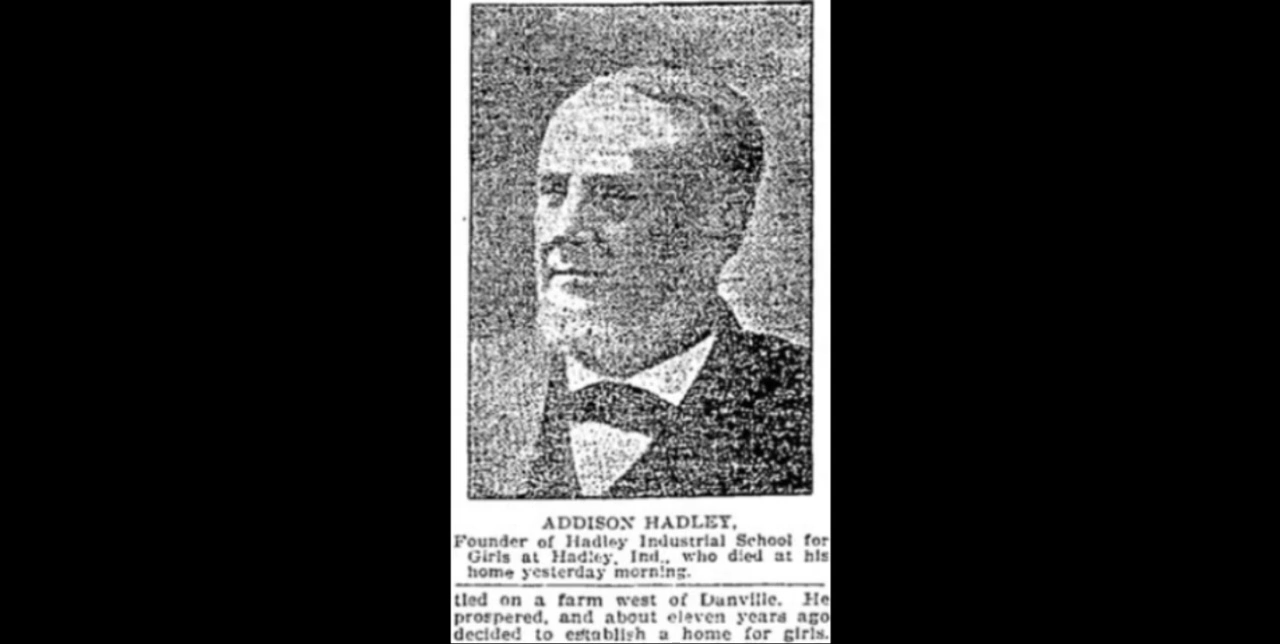 ADDISON HADLEY,
Founder of Hadley Industrial School for
Girls at Hadley, Ind., who died at his
home yesterday morning.
tled on a farm west of Danville. He
prospered, and about eleven years ago
decided to establish a home for girls.